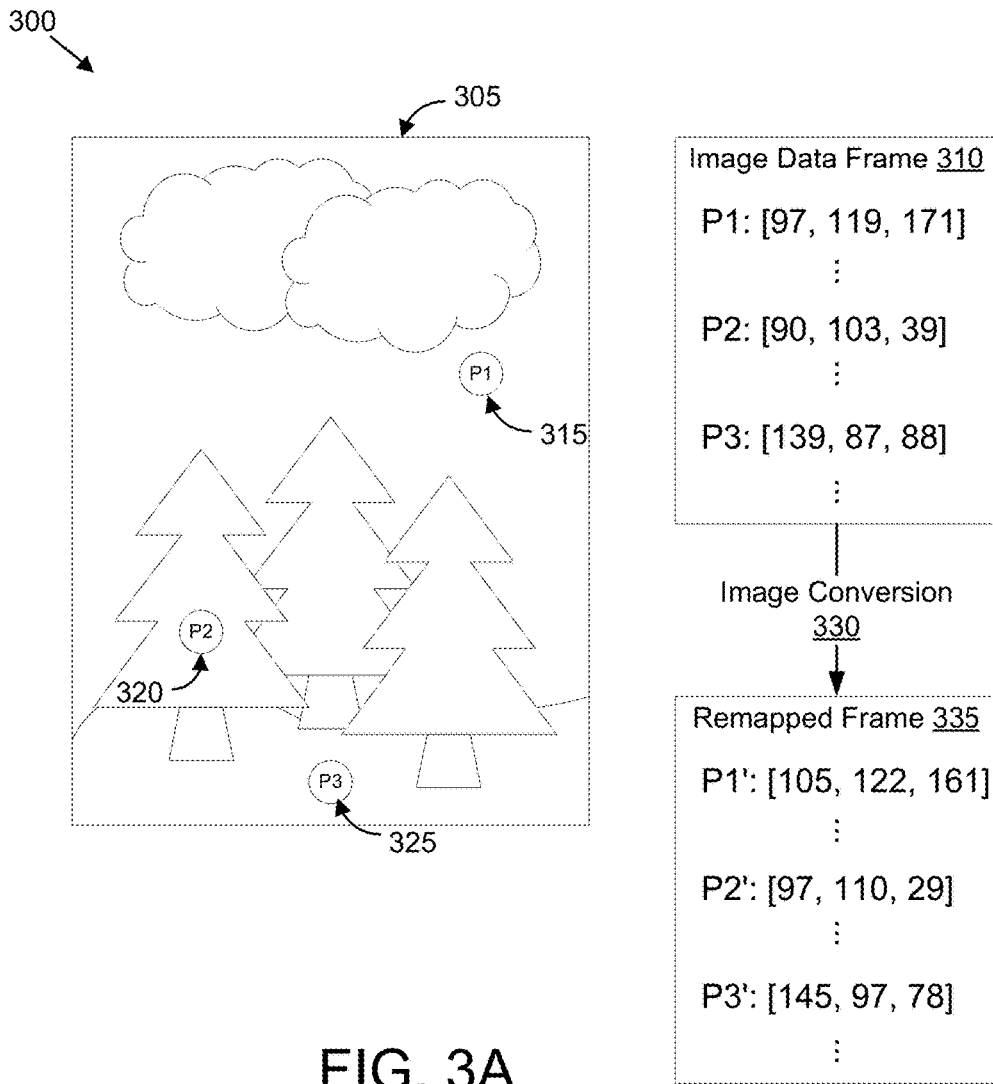 300
305
P1
315
P2
320
P3
325
Image Data Frame 310
P1: [97, 119, 171]
⋮
P2: [90, 103, 39]
⋮
P3: [139, 87, 88]
⋮
Image Conversion
330
Remapped Frame 335
P1': [105, 122, 161]
⋮
P2': [97, 110, 29]
⋮
P3': [145, 97, 78]
⋮
FIG. 3A